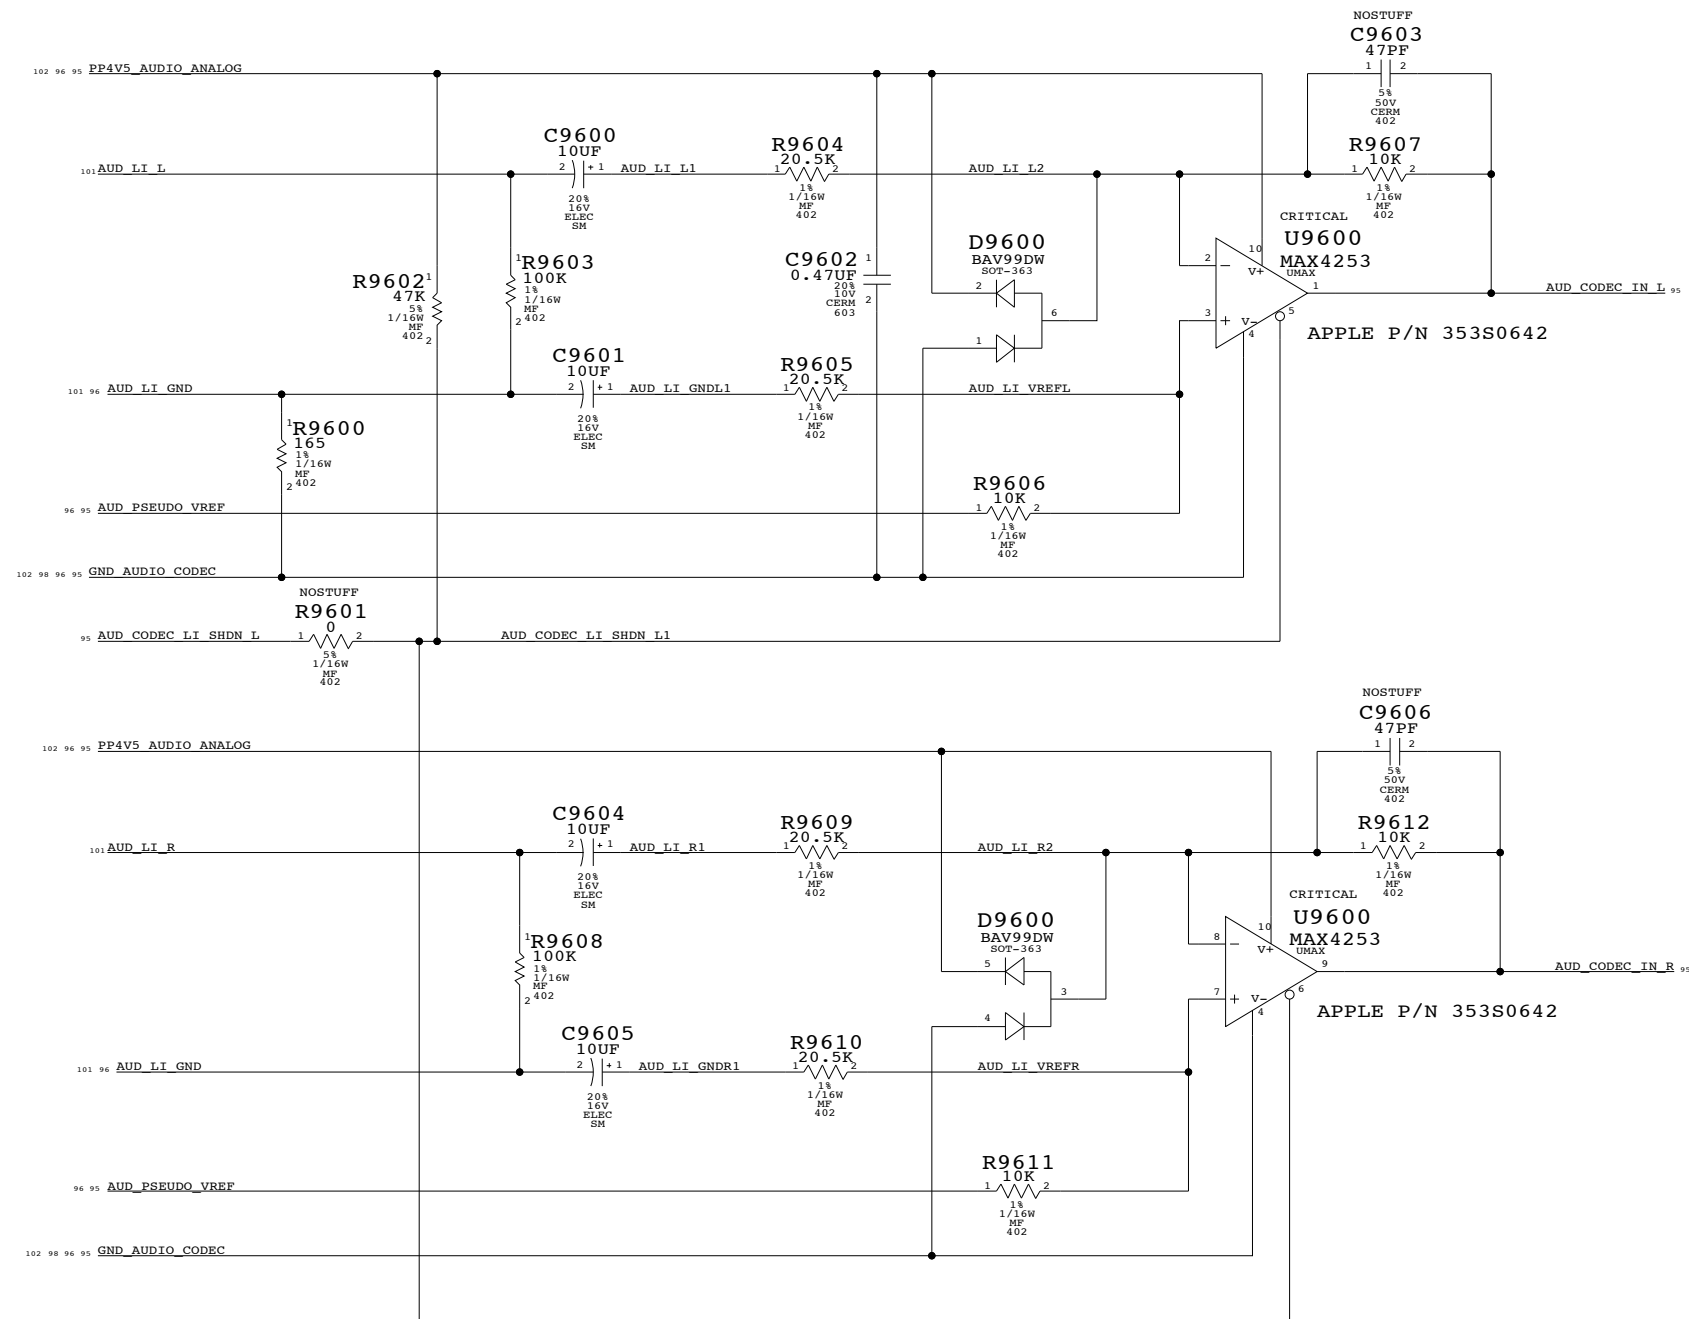 NOSTUFF
C9603
47PF
1 2
5%
50V
CERM
402
102 96 95 PP4V5_AUDIO_ANALOG
C9600
10UF
2 + 1
20%
16V
ELEC
SM
101 AUD_LI_L
AUD_LI_L1
R9604
20.5K
1 2
1%
1/16W
MF
402
AUD_LI_L2
R9607
10K
1 2
1%
1/16W
MF
402
R9602
47K
5%
1/16W
MF
402
1
2
R9603
100K
1%
1/16W
MF
402
1
2
C9602
0.47UF
20%
10V
CERM
603
1
2
D9600
BAV99DW
SOT-363
2
6
1
CRITICAL
U9600
MAX4253
UMAX
10
V+
2 −
3 +
V−
4
5
1
AUD_CODEC_IN_L 95
APPLE P/N 353S0642
101 96 AUD_LI_GND
C9601
10UF
2 + 1
20%
16V
ELEC
SM
AUD_LI_GNDL1
R9605
20.5K
1 2
1%
1/16W
MF
402
AUD_LI_VREFL
R9600
165
1%
1/16W
MF
402
1
2
96 95 AUD_PSEUDO_VREF
R9606
10K
1 2
1%
1/16W
MF
402
102 98 96 95 GND_AUDIO_CODEC
NOSTUFF
R9601
0
1 2
5%
1/16W
MF
402
95 AUD_CODEC_LI_SHDN_L
AUD_CODEC_LI_SHDN_L1
NOSTUFF
C9606
47PF
1 2
5%
50V
CERM
402
102 96 95 PP4V5_AUDIO_ANALOG
C9604
10UF
2 + 1
20%
16V
ELEC
SM
101 AUD_LI_R
AUD_LI_R1
R9609
20.5K
1 2
1%
1/16W
MF
402
AUD_LI_R2
R9612
10K
1 2
1%
1/16W
MF
402
R9608
100K
1%
1/16W
MF
402
1
2
D9600
BAV99DW
SOT-363
5
3
4
CRITICAL
U9600
MAX4253
UMAX
10
V+
8 −
7 +
V−
4
6
9
AUD_CODEC_IN_R 95
APPLE P/N 353S0642
101 96 AUD_LI_GND
C9605
10UF
2 + 1
20%
16V
ELEC
SM
AUD_LI_GNDR1
R9610
20.5K
1 2
1%
1/16W
MF
402
AUD_LI_VREFR
96 95 AUD_PSEUDO_VREF
R9611
10K
1 2
1%
1/16W
MF
402
102 98 96 95 GND_AUDIO_CODEC